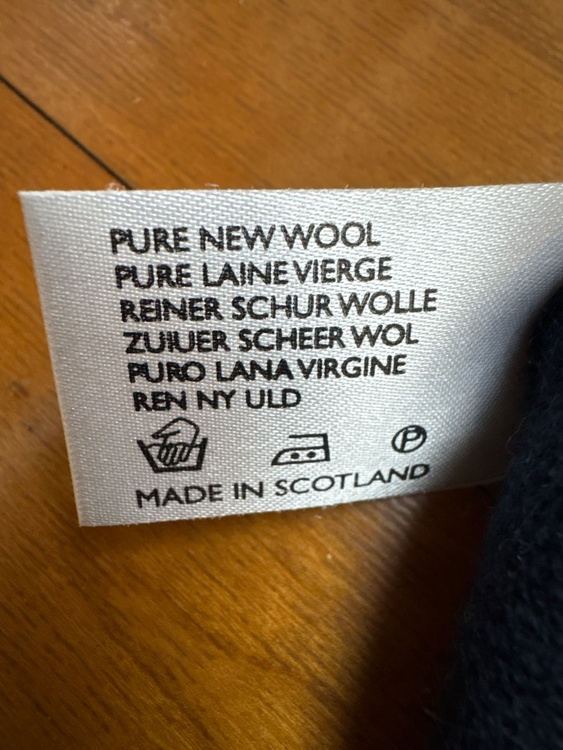 PURE NEW WOOL
PURE LAINE VIERGE
REINER SCHUR WOLLE
ZUIUER SCHEER WOL
PURO LANA VIRGINE
REN NY ULD
P
MADE IN SCOTLAND